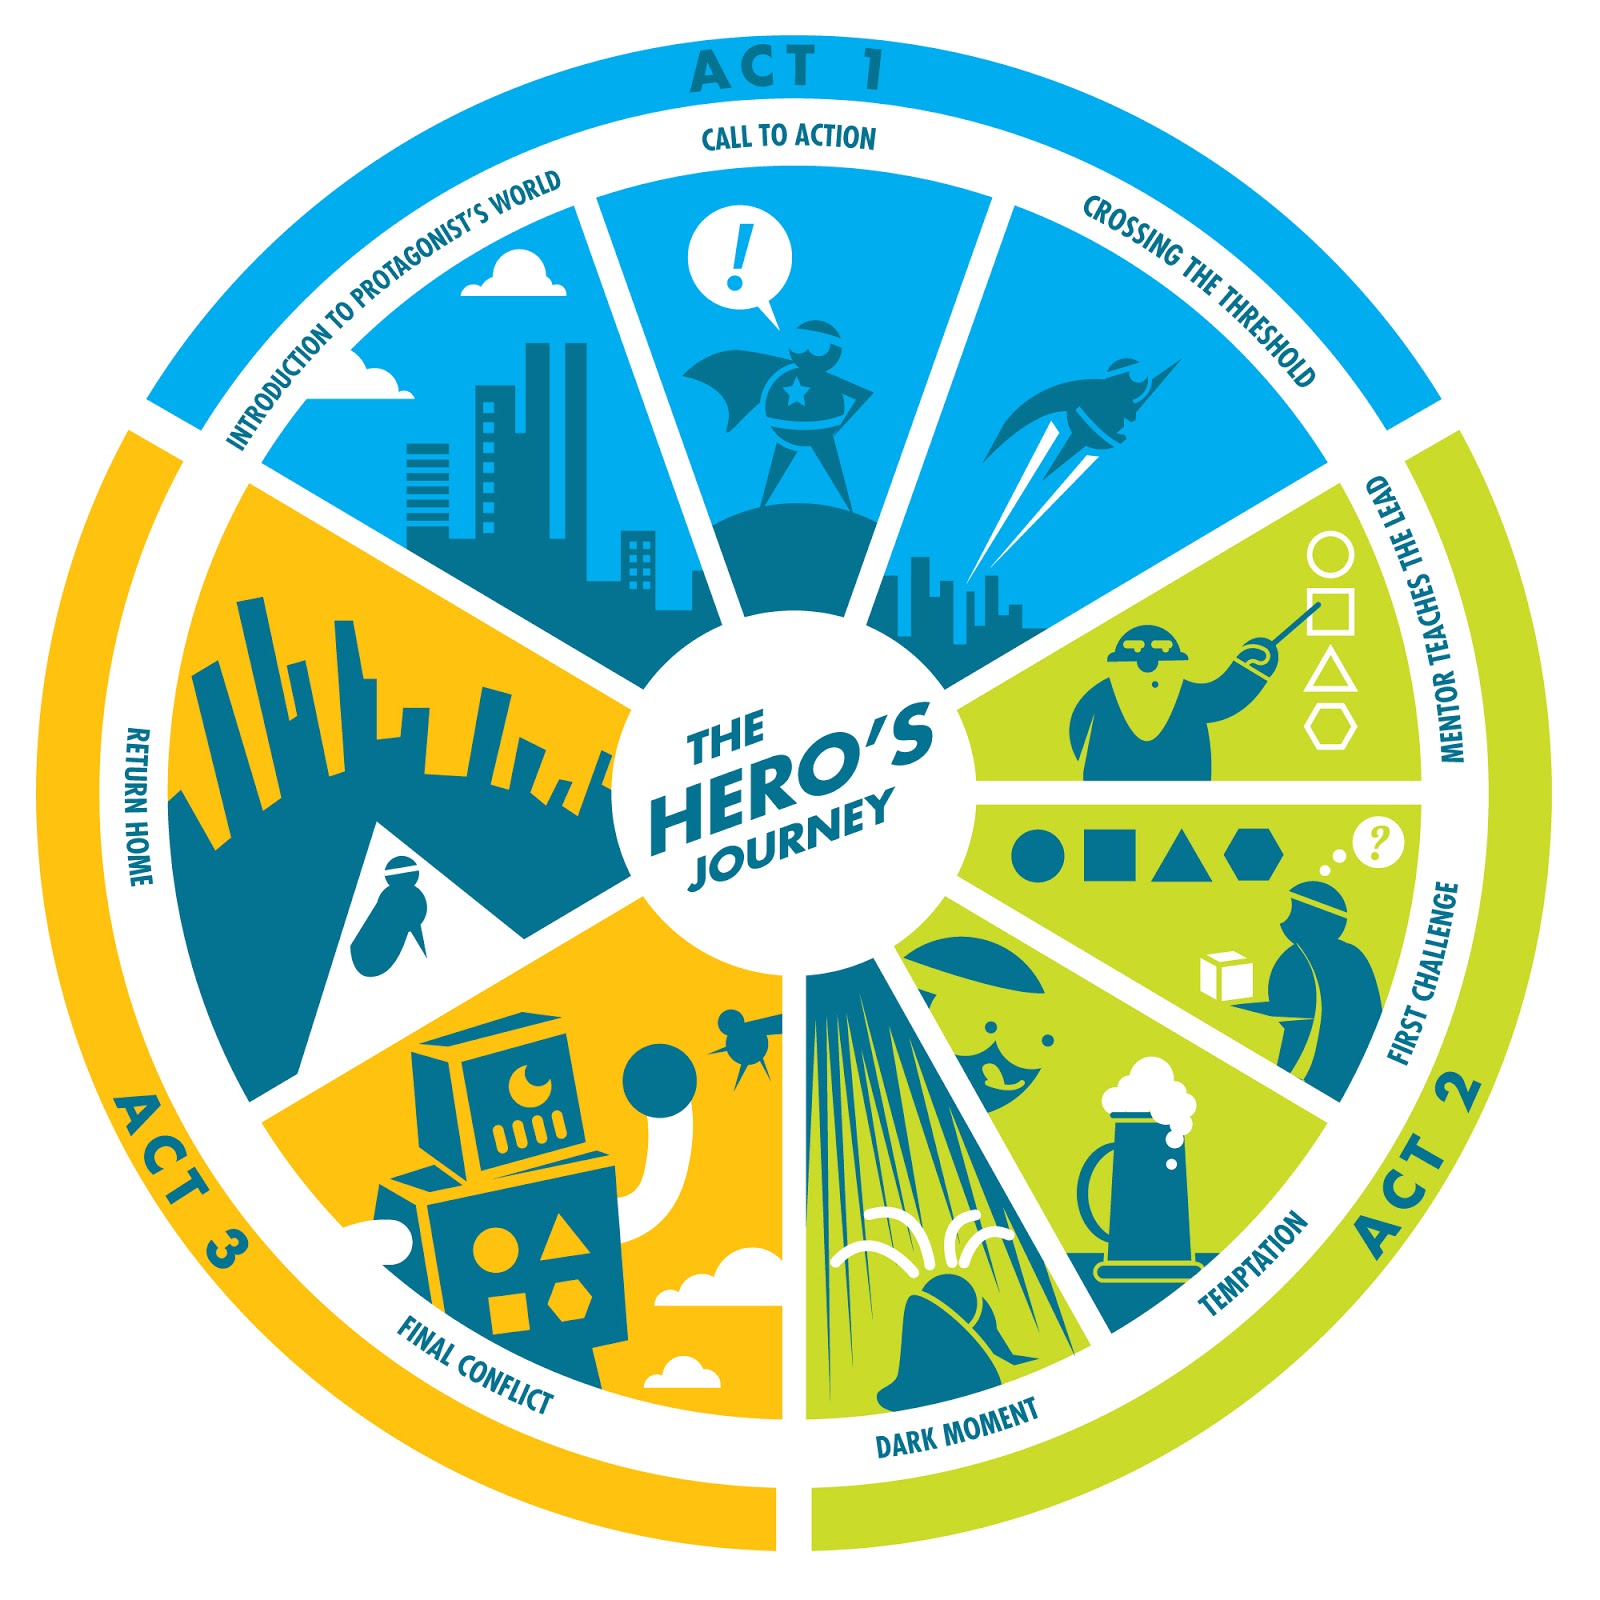 ACT 1
INTRODUCTION TO PROTAGONIST'S WORLD
CALL TO ACTION
!
CROSSING THE THRESHOLD
ACT 2
MENTOR TEACHES THE LEAD
FIRST CHALLENGE
?
TEMPTATION
DARK MOMENT
ACT 3
FINAL CONFLICT
RETURN HOME
THE
HERO'S
JOURNEY